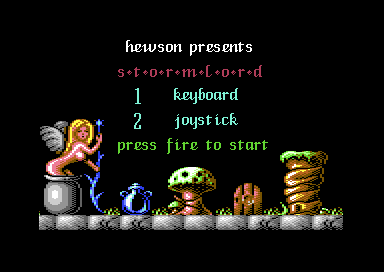 hewson presents
s·t·o·r·m·l·o·r·d
1 keyboard
2 joystick
press fire to start